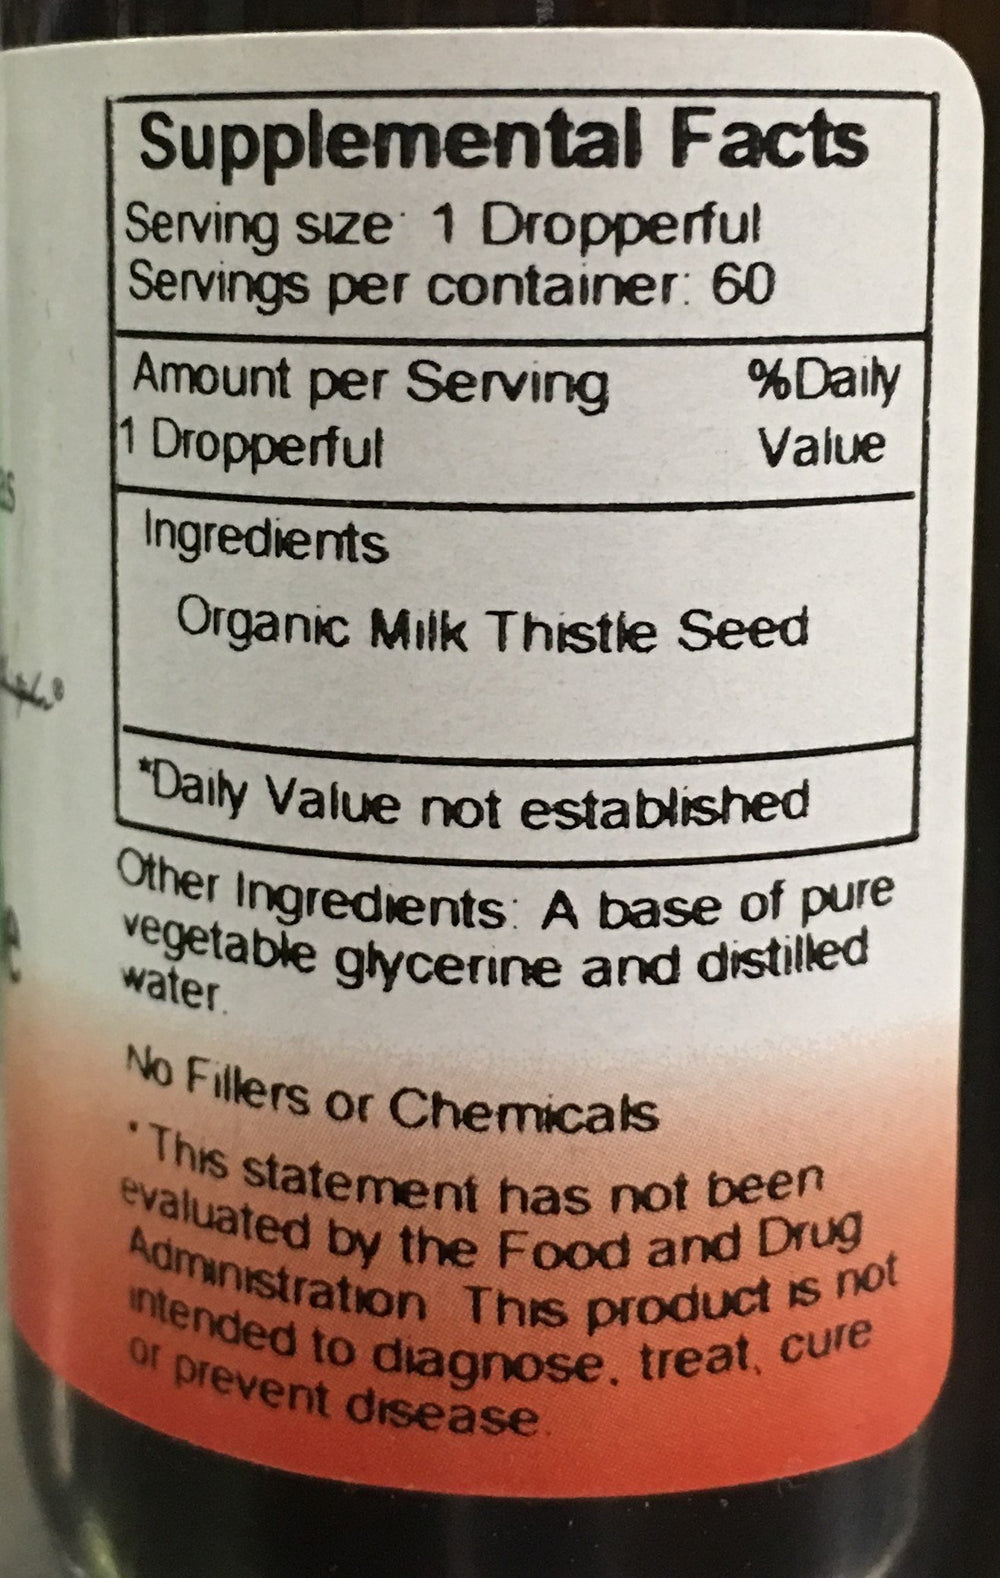 Supplemental Facts
Serving size: 1 Dropperful
Servings per container: 60
Amount per Serving %Daily
1 Dropperful Value
Ingredients
Organic Milk Thistle Seed
*Daily Value not established
Other Ingredients: A base of pure
vegetable glycerine and distilled
water.
No Fillers or Chemicals
* This statement has not been
evaluated by the Food and Drug
Administration. This product is not
intended to diagnose, treat, cure
or prevent disease.